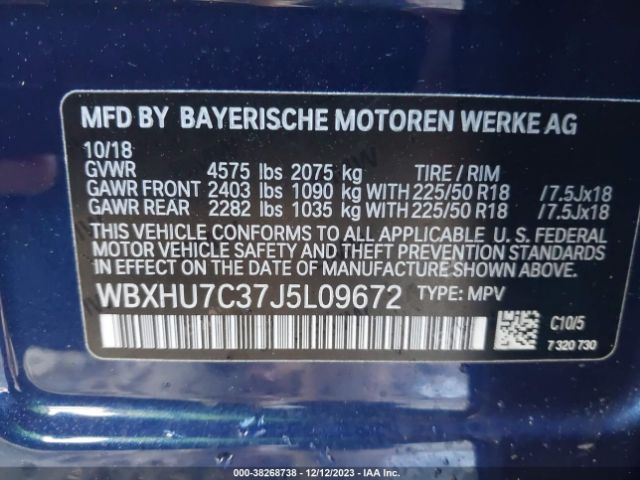 MFD BY BAYERISCHE MOTOREN WERKE AG
10/18
GVWR 4575 lbs 2075 kg TIRE / RIM
GAWR FRONT 2403 lbs 1090 kg WITH 225/50 R18 /7.5Jx18
GAWR REAR 2282 lbs 1035 kg WITH 225/50 R18 /7.5Jx18
THIS VEHICLE CONFORMS TO ALL APPLICABLE U. S. FEDERAL
MOTOR VEHICLE SAFETY AND THEFT PREVENTION STANDARDS
IN EFFECT ON THE DATE OF MANUFACTURE SHOWN ABOVE.
WBXHU7C37J5L09672 TYPE: MPV
C10/5
7 320 730
000-38268738 - 12/12/2023 - IAA Inc.